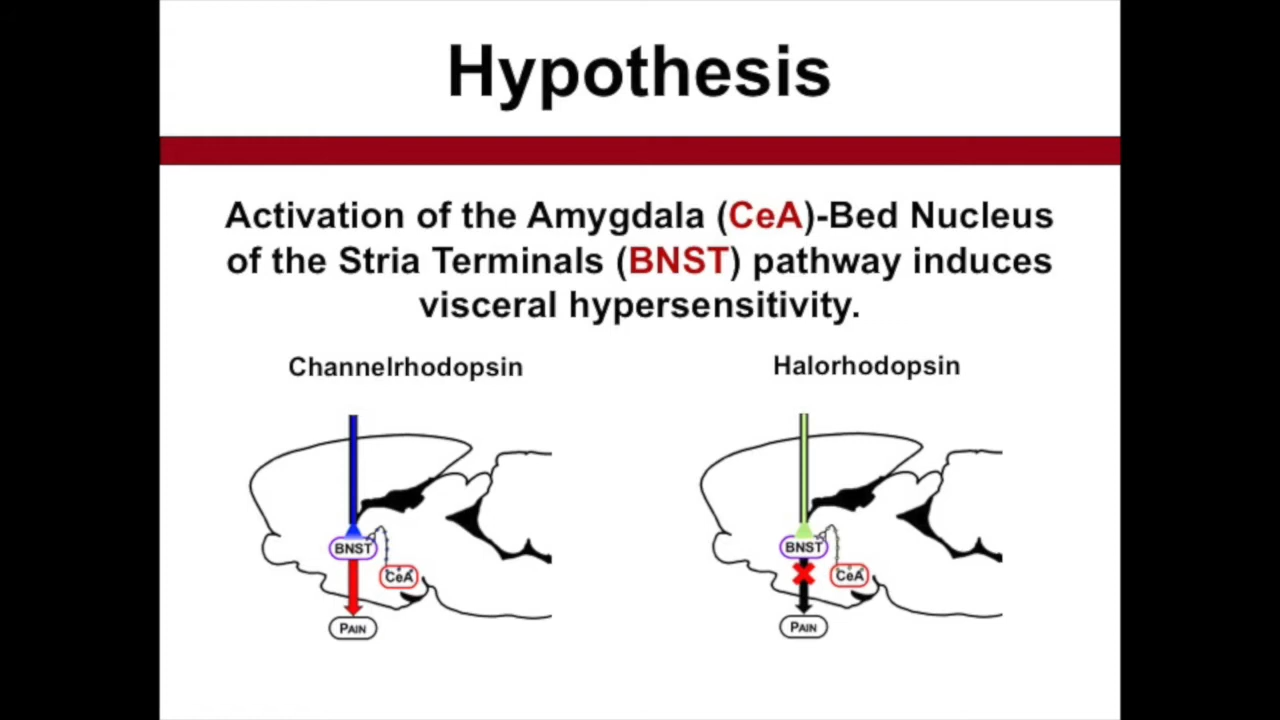 Hypothesis
Activation of the Amygdala (CeA)-Bed Nucleus
of the Stria Terminals (BNST) pathway induces
visceral hypersensitivity.
Channelrhodopsin
Halorhodopsin
BNST
CeA
PAIN
BNST
CeA
PAIN